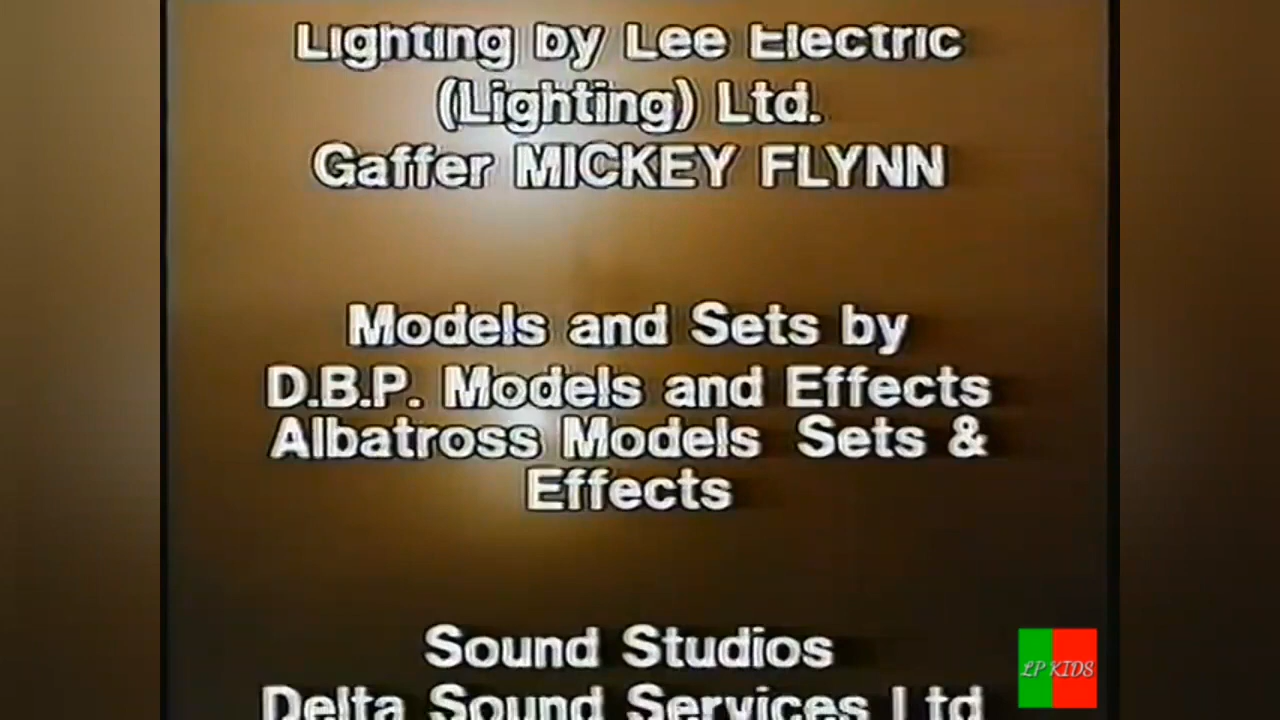 Lighting by Lee Electric
(Lighting) Ltd.
Gaffer MICKEY FLYNN
Models and Sets by
D.B.P. Models and Effects
Albatross Models Sets &
Effects
Sound Studios
Delta Sound Services Ltd
LP KIDS